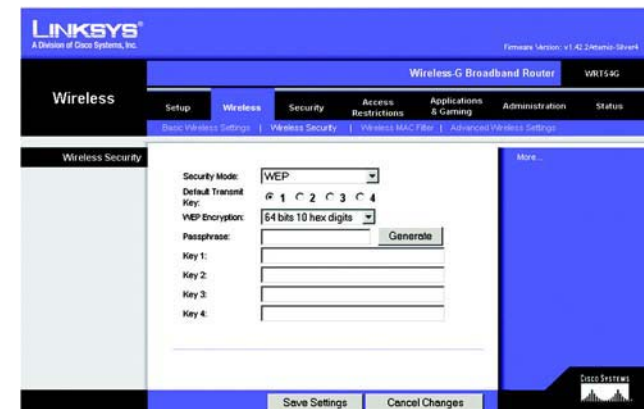 LINKSYS®
A Division of Cisco Systems, Inc.
Firmware Version: v1.42.2
Wireless-G Broadband Router WRT54G
Wireless
Setup Wireless Security Access Restrictions Applications & Gaming Administration Status
Basic Wireless Settings | Wireless Security | Wireless MAC Filter | Advanced Wireless Settings
Wireless Security
More...
Security Mode: WEP
Default Transmit Key: 1 2 3 4
WEP Encryption: 64 bits 10 hex digits
Passphrase: Generate
Key 1:
Key 2:
Key 3:
Key 4:
CISCO SYSTEMS
Save Settings Cancel Changes